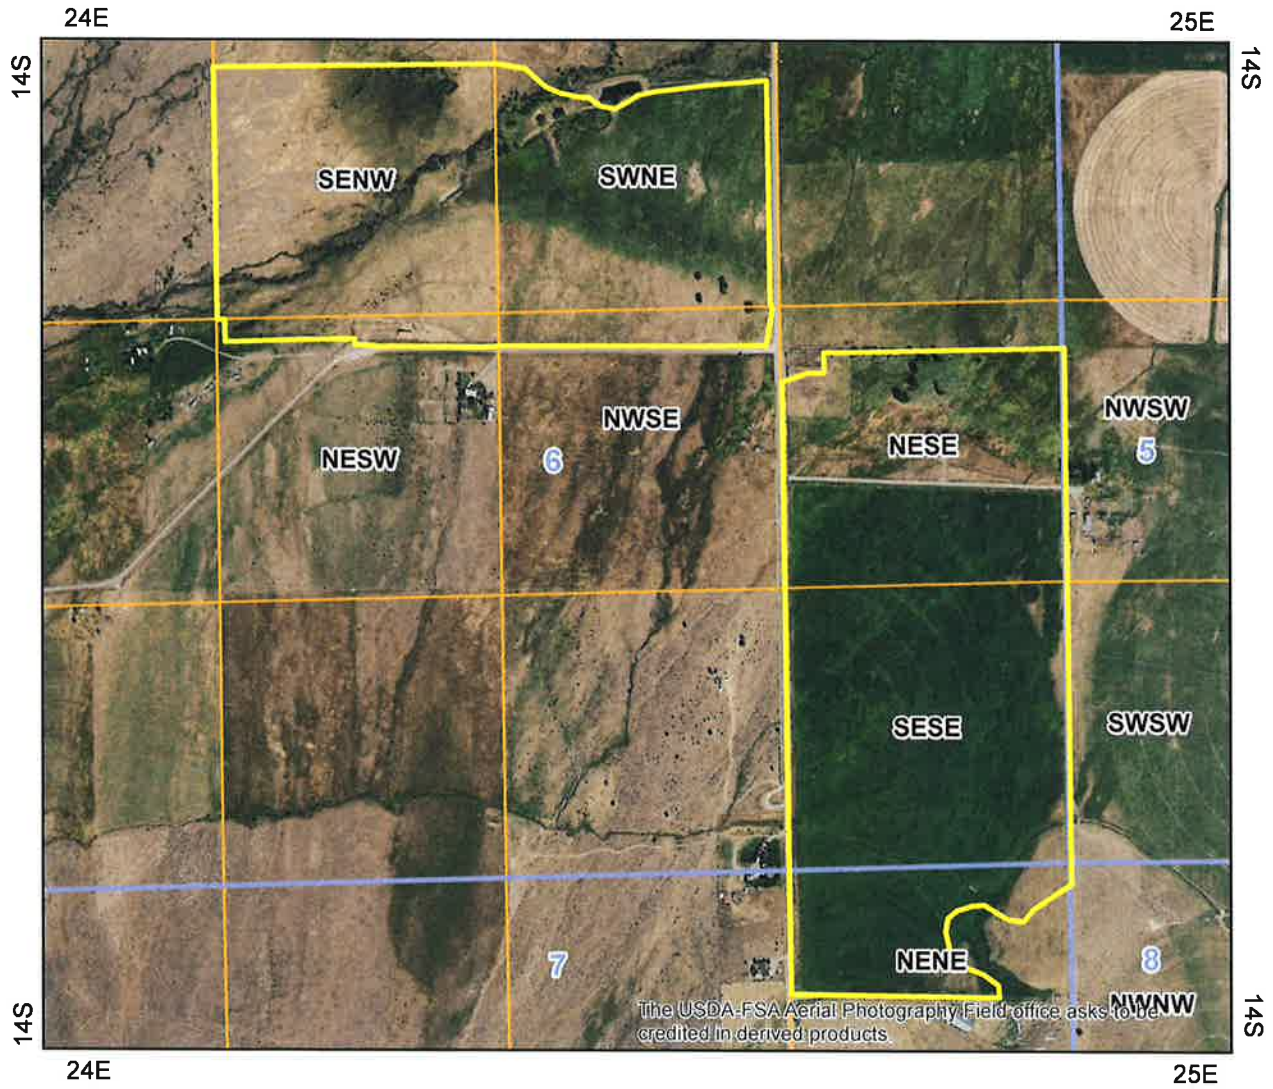 24E
25E
14S
14S
SENW
SWNE
NWSW
NWSE
NESE
NESW
6
5
SESE
SWSW
7
NENE
8
NWNW
The USDA-FSA Aerial Photography Field office asks to be
credited in derived products.
14S
14S
24E
25E